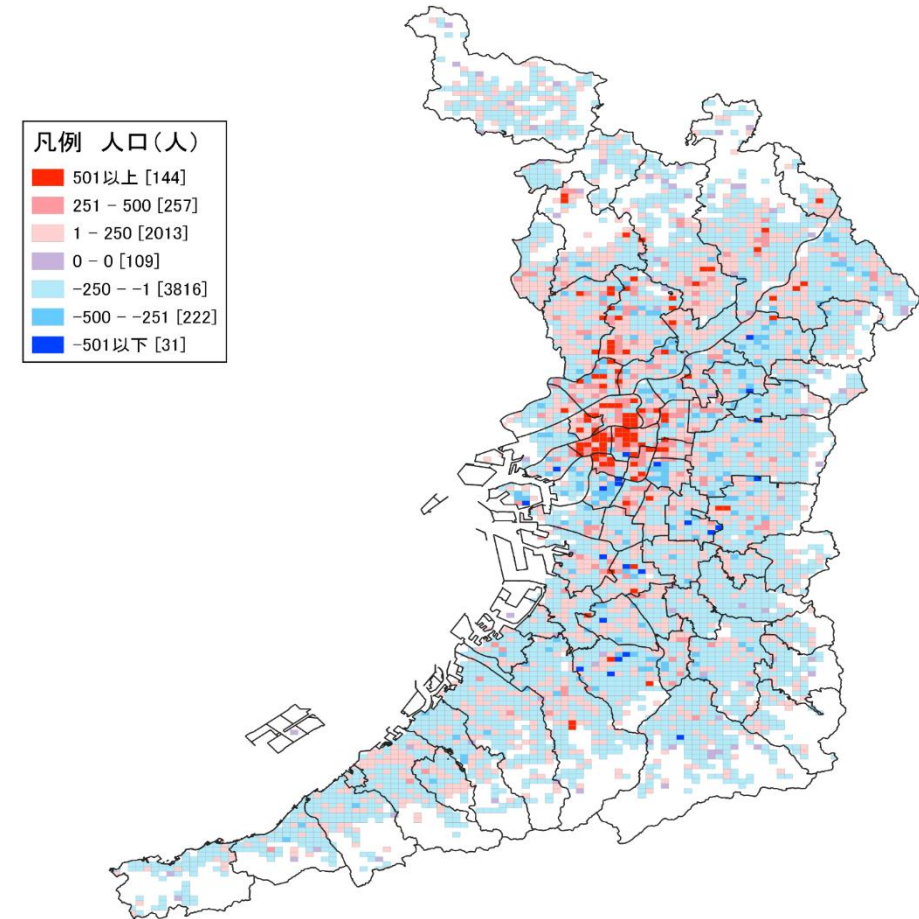 凡例 人口(人)
501以上 [144]
251 - 500 [257]
1 - 250 [2013]
0 - 0 [109]
-250 - -1 [3816]
-500 - -251 [222]
-501以下 [31]